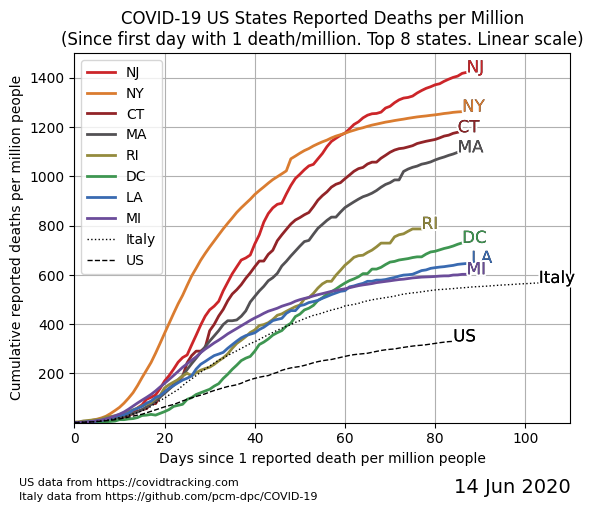 COVID-19 US States Reported Deaths per Million
(Since first day with 1 death/million. Top 8 states. Linear scale)
Cumulative reported deaths per million people
1400
1200
1000
800
600
400
200
NJ
NY
CT
MA
RI
DC
LA
MI
Italy
US
NJ
NY
CT
MA
RI
DC
LA
MI
Italy
US
0
20
40
60
80
100
Days since 1 reported death per million people
US data from https://covidtracking.com
Italy data from https://github.com/pcm-dpc/COVID-19
14 Jun 2020